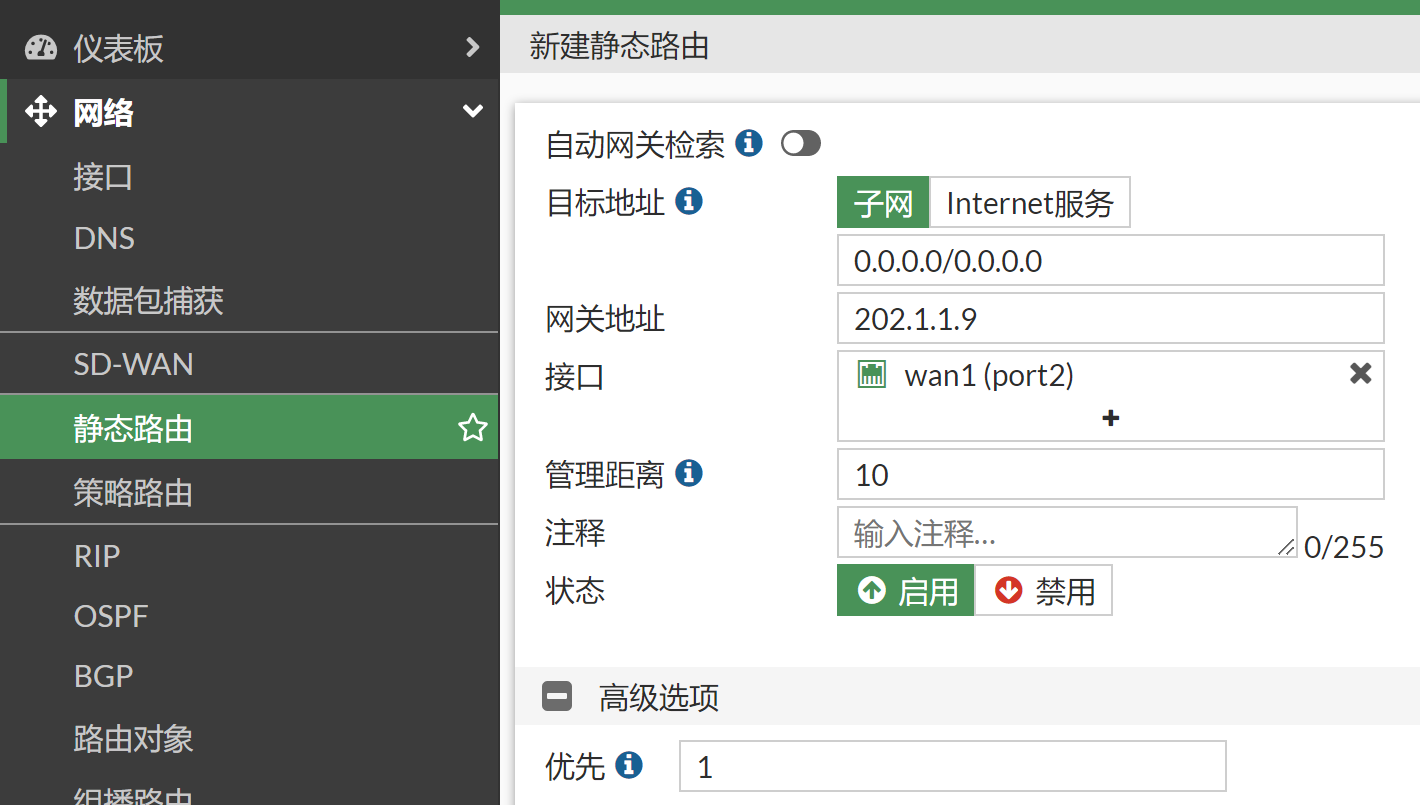 仪表板
网络
接口
DNS
数据包捕获
SD-WAN
静态路由
策略路由
RIP
OSPF
BGP
路由对象
组播路由
新建静态路由
自动网关检索
目标地址 子网 Internet服务
0.0.0.0/0.0.0.0
网关地址 202.1.1.9
接口 wan1 (port2)
管理距离 10
注释 输入注释... 0/255
状态 启用 禁用
高级选项
优先 1